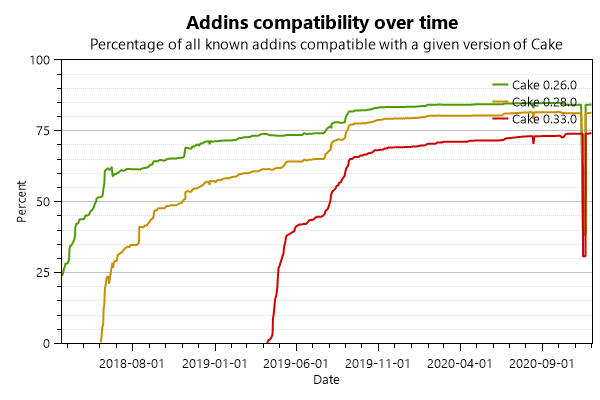 Addins compatibility over time
Percentage of all known addins compatible with a given version of Cake
100
Cake 0.26.0
Cake 0.28.0
Cake 0.33.0
75
Percent
50
25
0
2018-08-01 2019-01-01 2019-06-01 2019-11-01 2020-04-01 2020-09-01
Date